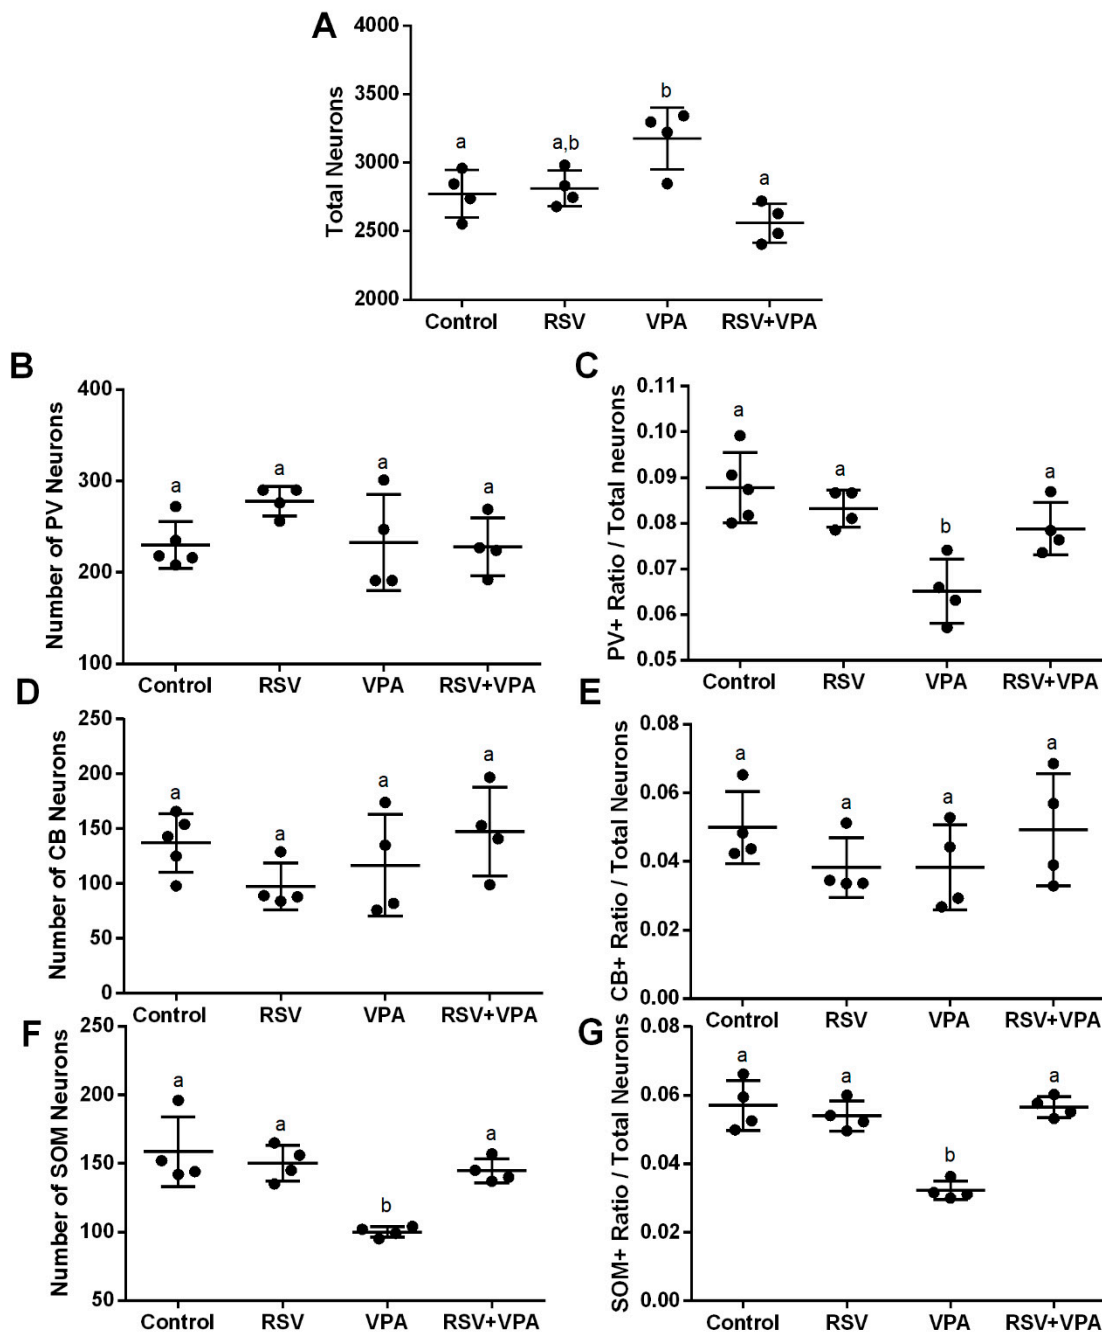 A
Total Neurons
4000
3500
3000
2500
2000
a
a,b
b
a
Control RSV VPA RSV+VPA
B
Number of PV Neurons
400
300
200
100
a
a
a
a
Control RSV VPA RSV+VPA
C
PV+ Ratio / Total neurons
0.11
0.10
0.09
0.08
0.07
0.06
0.05
a
a
b
a
Control RSV VPA RSV+VPA
D
Number of CB Neurons
250
200
150
100
50
0
a
a
a
a
Control RSV VPA RSV+VPA
E
CB+ Ratio / Total Neurons
0.08
0.06
0.04
0.02
0.00
a
a
a
a
Control RSV VPA RSV+VPA
F
Number of SOM Neurons
250
200
150
100
50
a
a
b
a
Control RSV VPA RSV+VPA
G
SOM+ Ratio / Total Neurons
0.08
0.06
0.04
0.02
0.00
a
a
b
a
Control RSV VPA RSV+VPA